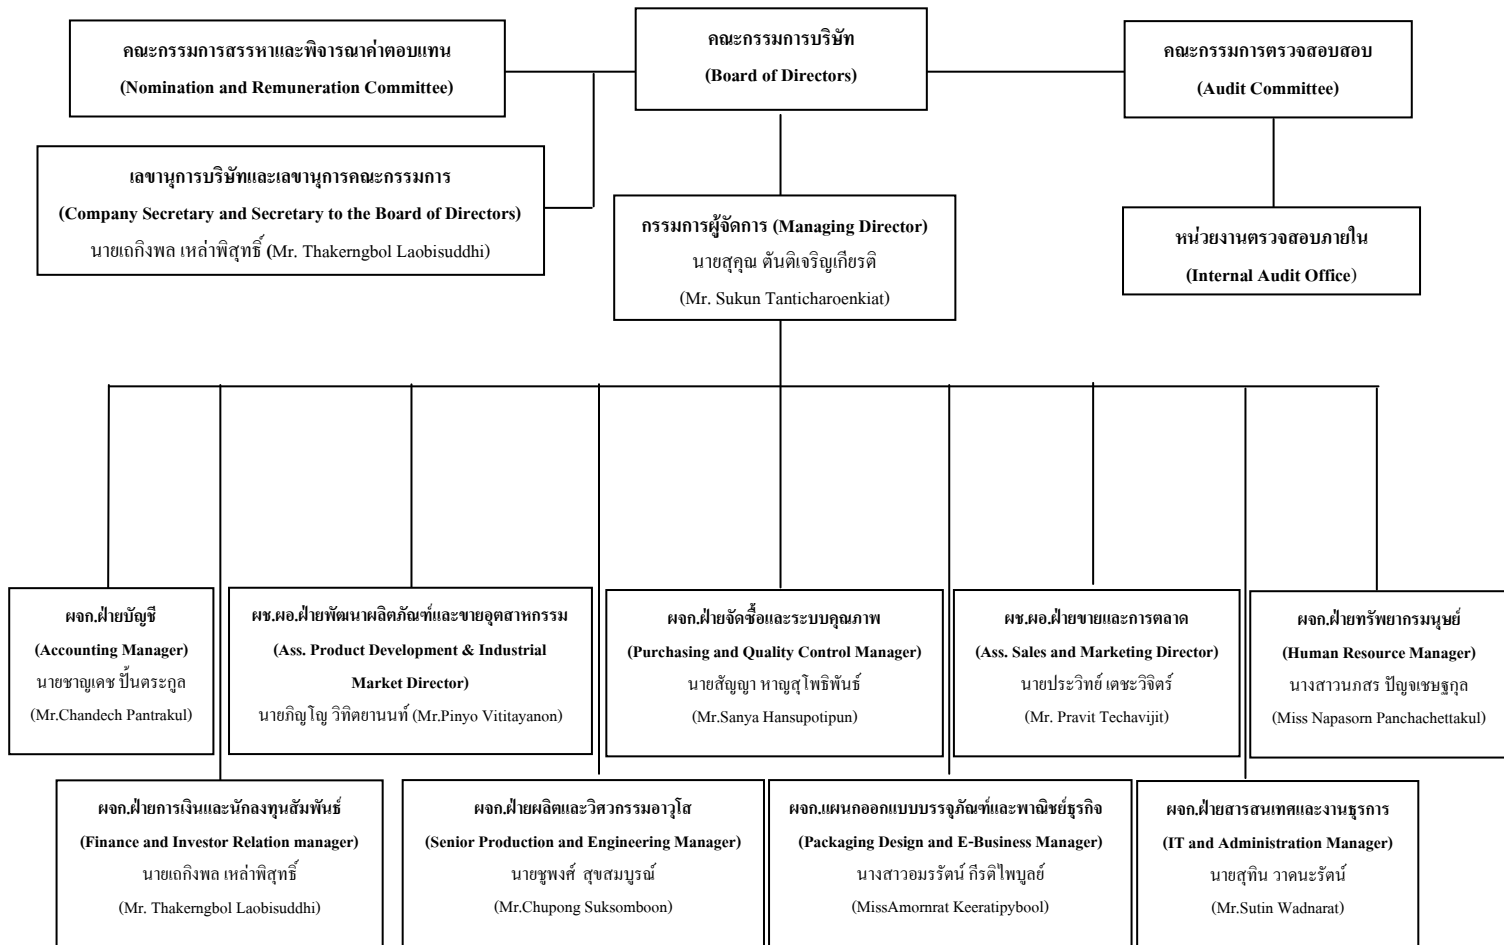 คณะกรรมการสรรหาและพิจารณาค่าตอบแทน
(Nomination and Remuneration Committee)
คณะกรรมการบริษัท
(Board of Directors)
คณะกรรมการตรวจสอบสอบ
(Audit Committee)
เลขานุการบริษัทและเลขานุการคณะกรรมการ
(Company Secretary and Secretary to the Board of Directors)
นายเถกิงพล เหล่าพิสุทธิ์ (Mr. Thakerngbol Laobisuddhi)
กรรมการผู้จัดการ (Managing Director)
นายสุคุณ ตันติเจริญเกียรติ
(Mr. Sukun Tanticharoenkiat)
หน่วยงานตรวจสอบภายใน
(Internal Audit Office)
ผจก.ฝ่ายบัญชี
(Accounting Manager)
นายชาญเดช ปั้นตระกูล
(Mr.Chandech Pantrakul)
ผช.ผอ.ฝ่ายพัฒนาผลิตภัณฑ์และขายอุตสาหกรรม
(Ass. Product Development & Industrial
Market Director)
นายภิญโญ วิทิตยานนท์ (Mr.Pinyo Vititayanon)
ผจก.ฝ่ายจัดซื้อและระบบคุณภาพ
(Purchasing and Quality Control Manager)
นายสัญญา หาญสุโพธิพันธ์
(Mr.Sanya Hansupotipun)
ผช.ผอ.ฝ่ายขายและการตลาด
(Ass. Sales and Marketing Director)
นายประวิทย์ เตชะวิจิตร์
(Mr. Pravit Techavijit)
ผจก.ฝ่ายทรัพยากรมนุษย์
(Human Resource Manager)
นางสาวนภสร ปัญจเชษฐกุล
(Miss Napasorn Panchachettakul)
ผจก.ฝ่ายการเงินและนักลงทุนสัมพันธ์
(Finance and Investor Relation manager)
นายเถกิงพล เหล่าพิสุทธิ์
(Mr. Thakerngbol Laobisuddhi)
ผจก.ฝ่ายผลิตและวิศวกรรมอาวุโส
(Senior Production and Engineering Manager)
นายชูพงศ์ สุขสมบูรณ์
(Mr.Chupong Suksomboon)
ผจก.แผนกออกแบบบรรจุภัณฑ์และพาณิชย์ธุรกิจ
(Packaging Design and E-Business Manager)
นางสาวอมรรัตน์ กีรติไพบูลย์
(MissAmornrat Keeratipybool)
ผจก.ฝ่ายสารสนเทศและงานธุรการ
(IT and Administration Manager)
นายสุทิน วาดนะรัตน์
(Mr.Sutin Wadnarat)